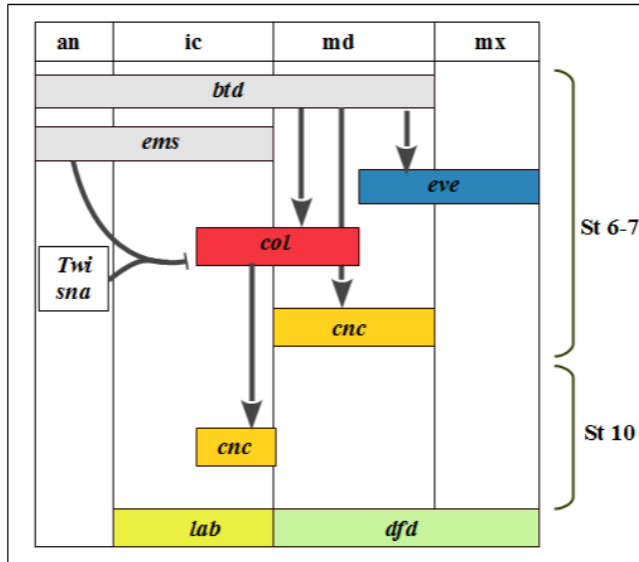 an ic md mx
btd
ems
eve
St 6-7
col
Twi
sna
cnc
St 10
cnc
lab dfd